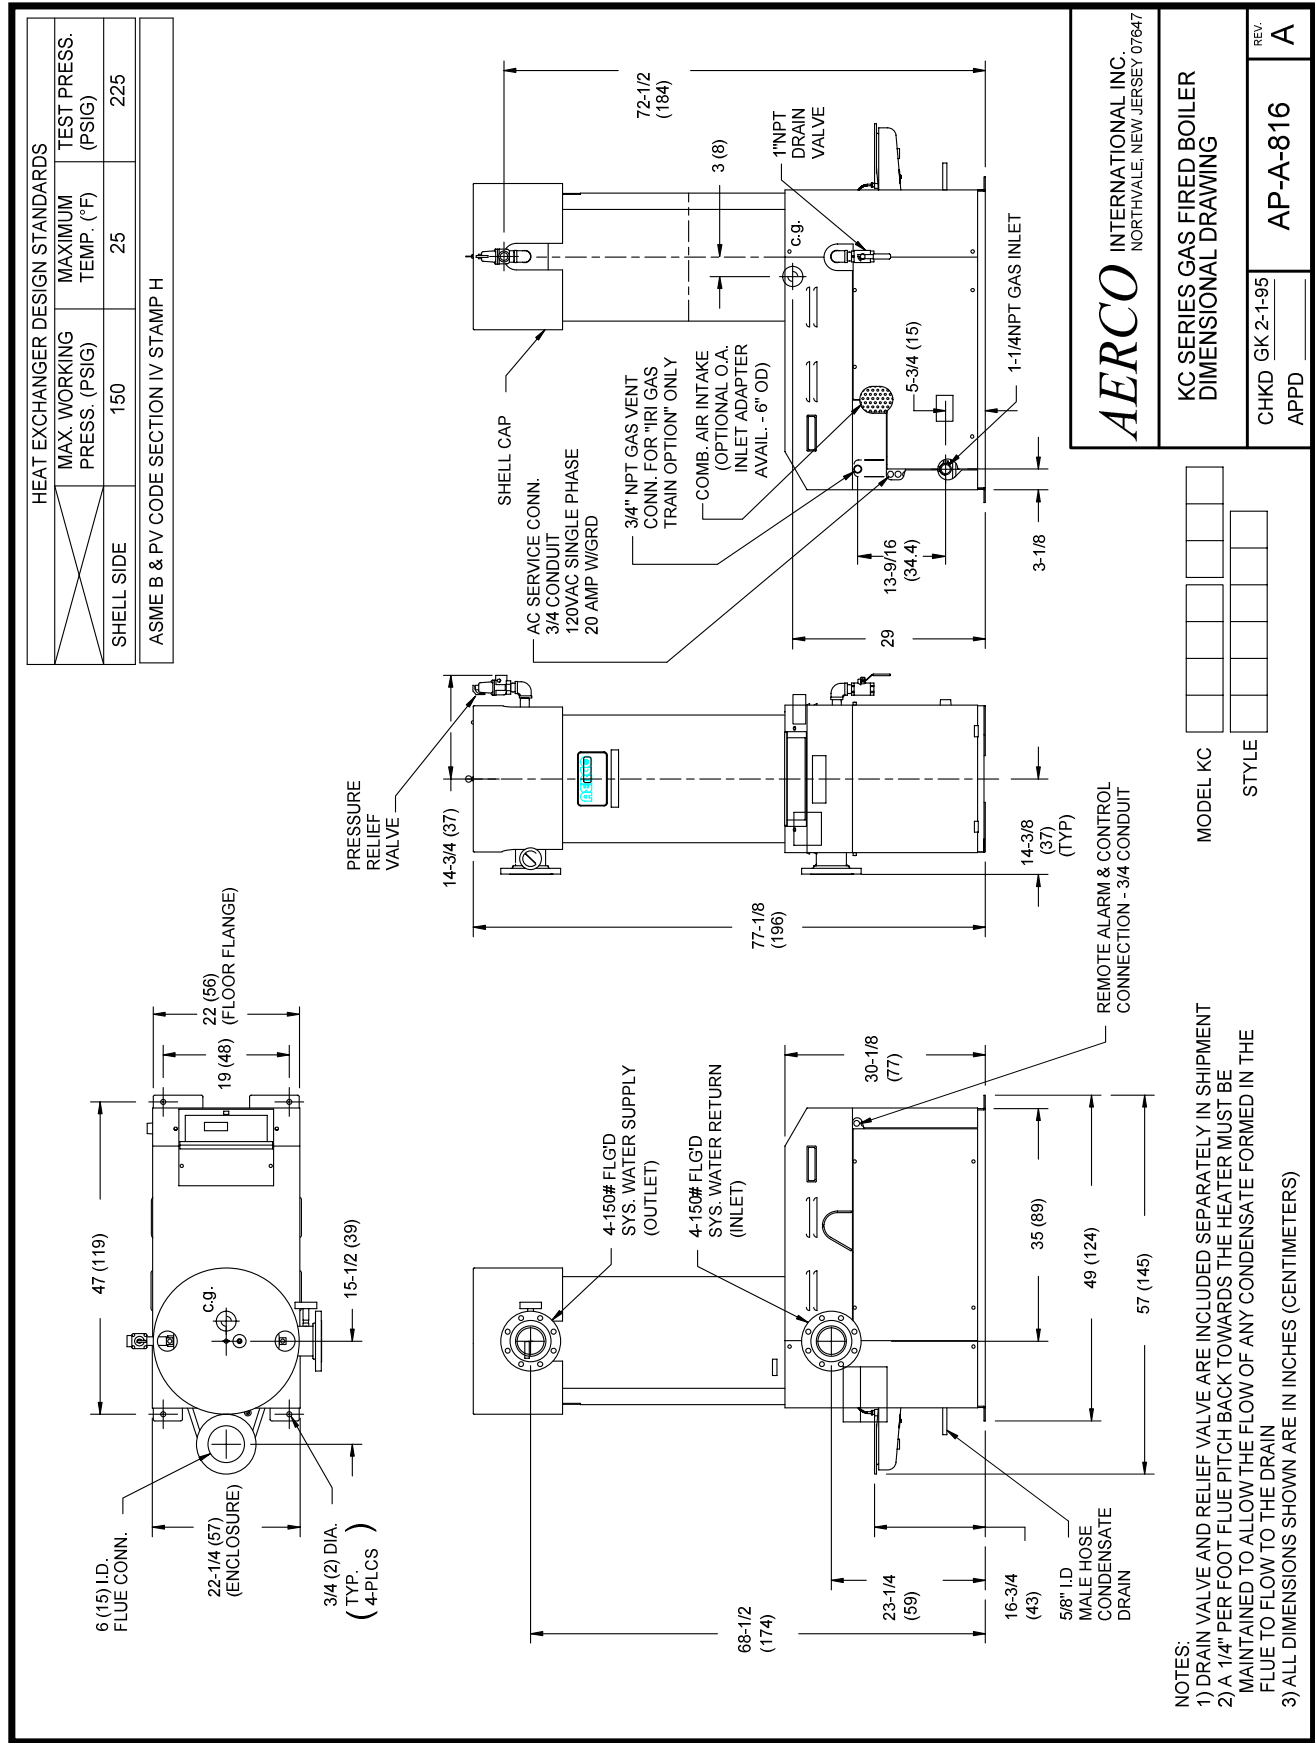 HEAT EXCHANGER DESIGN STANDARDS
MAX. WORKING
PRESS. (PSIG)
MAXIMUM
TEMP. (°F)
TEST PRESS.
(PSIG)
SHELL SIDE
150
25
225
ASME B & PV CODE SECTION IV STAMP H
6 (15) I.D.
FLUE CONN.
47 (119)
22-1/4 (57)
(ENCLOSURE)
19 (48)
22 (56)
(FLOOR FLANGE)
c.g.
3/4 (2) DIA.
TYP.
( 4-PLCS )
15-1/2 (39)
PRESSURE
RELIEF
VALVE
14-3/4 (37)
77-1/8
(196)
14-3/8
(37)
(TYP)
SHELL CAP
72-1/2
(184)
AC SERVICE CONN.
3/4 CONDUIT
120VAC SINGLE PHASE
20 AMP W/GRD
3/4" NPT GAS VENT
CONN. FOR "IRI GAS
TRAIN OPTION" ONLY
COMB. AIR INTAKE
(OPTIONAL O.A.
INLET ADAPTER
AVAIL. - 6" OD)
3 (8)
1"NPT
DRAIN
VALVE
c.g.
29
13-9/16
(34.4)
5-3/4 (15)
3-1/8
1-1/4NPT GAS INLET
4-150# FLG'D
SYS. WATER SUPPLY
(OUTLET)
4-150# FLG'D
SYS. WATER RETURN
(INLET)
30-1/8
(77)
68-1/2
(174)
23-1/4
(59)
16-3/4
(43)
5/8" I.D
MALE HOSE
CONDENSATE
DRAIN
35 (89)
49 (124)
57 (145)
REMOTE ALARM & CONTROL
CONNECTION - 3/4 CONDUIT
MODEL KC
STYLE
NOTES:
1) DRAIN VALVE AND RELIEF VALVE ARE INCLUDED SEPARATELY IN SHIPMENT
2) A 1/4" PER FOOT FLUE PITCH BACK TOWARDS THE HEATER MUST BE
MAINTAINED TO ALLOW THE FLOW OF ANY CONDENSATE FORMED IN THE
FLUE TO FLOW TO THE DRAIN
3) ALL DIMENSIONS SHOWN ARE IN INCHES (CENTIMETERS)
AERCO INTERNATIONAL INC.
NORTHVALE, NEW JERSEY 07647
KC SERIES GAS FIRED BOILER
DIMENSIONAL DRAWING
CHKD GK 2-1-95
APPD
AP-A-816
REV.
A